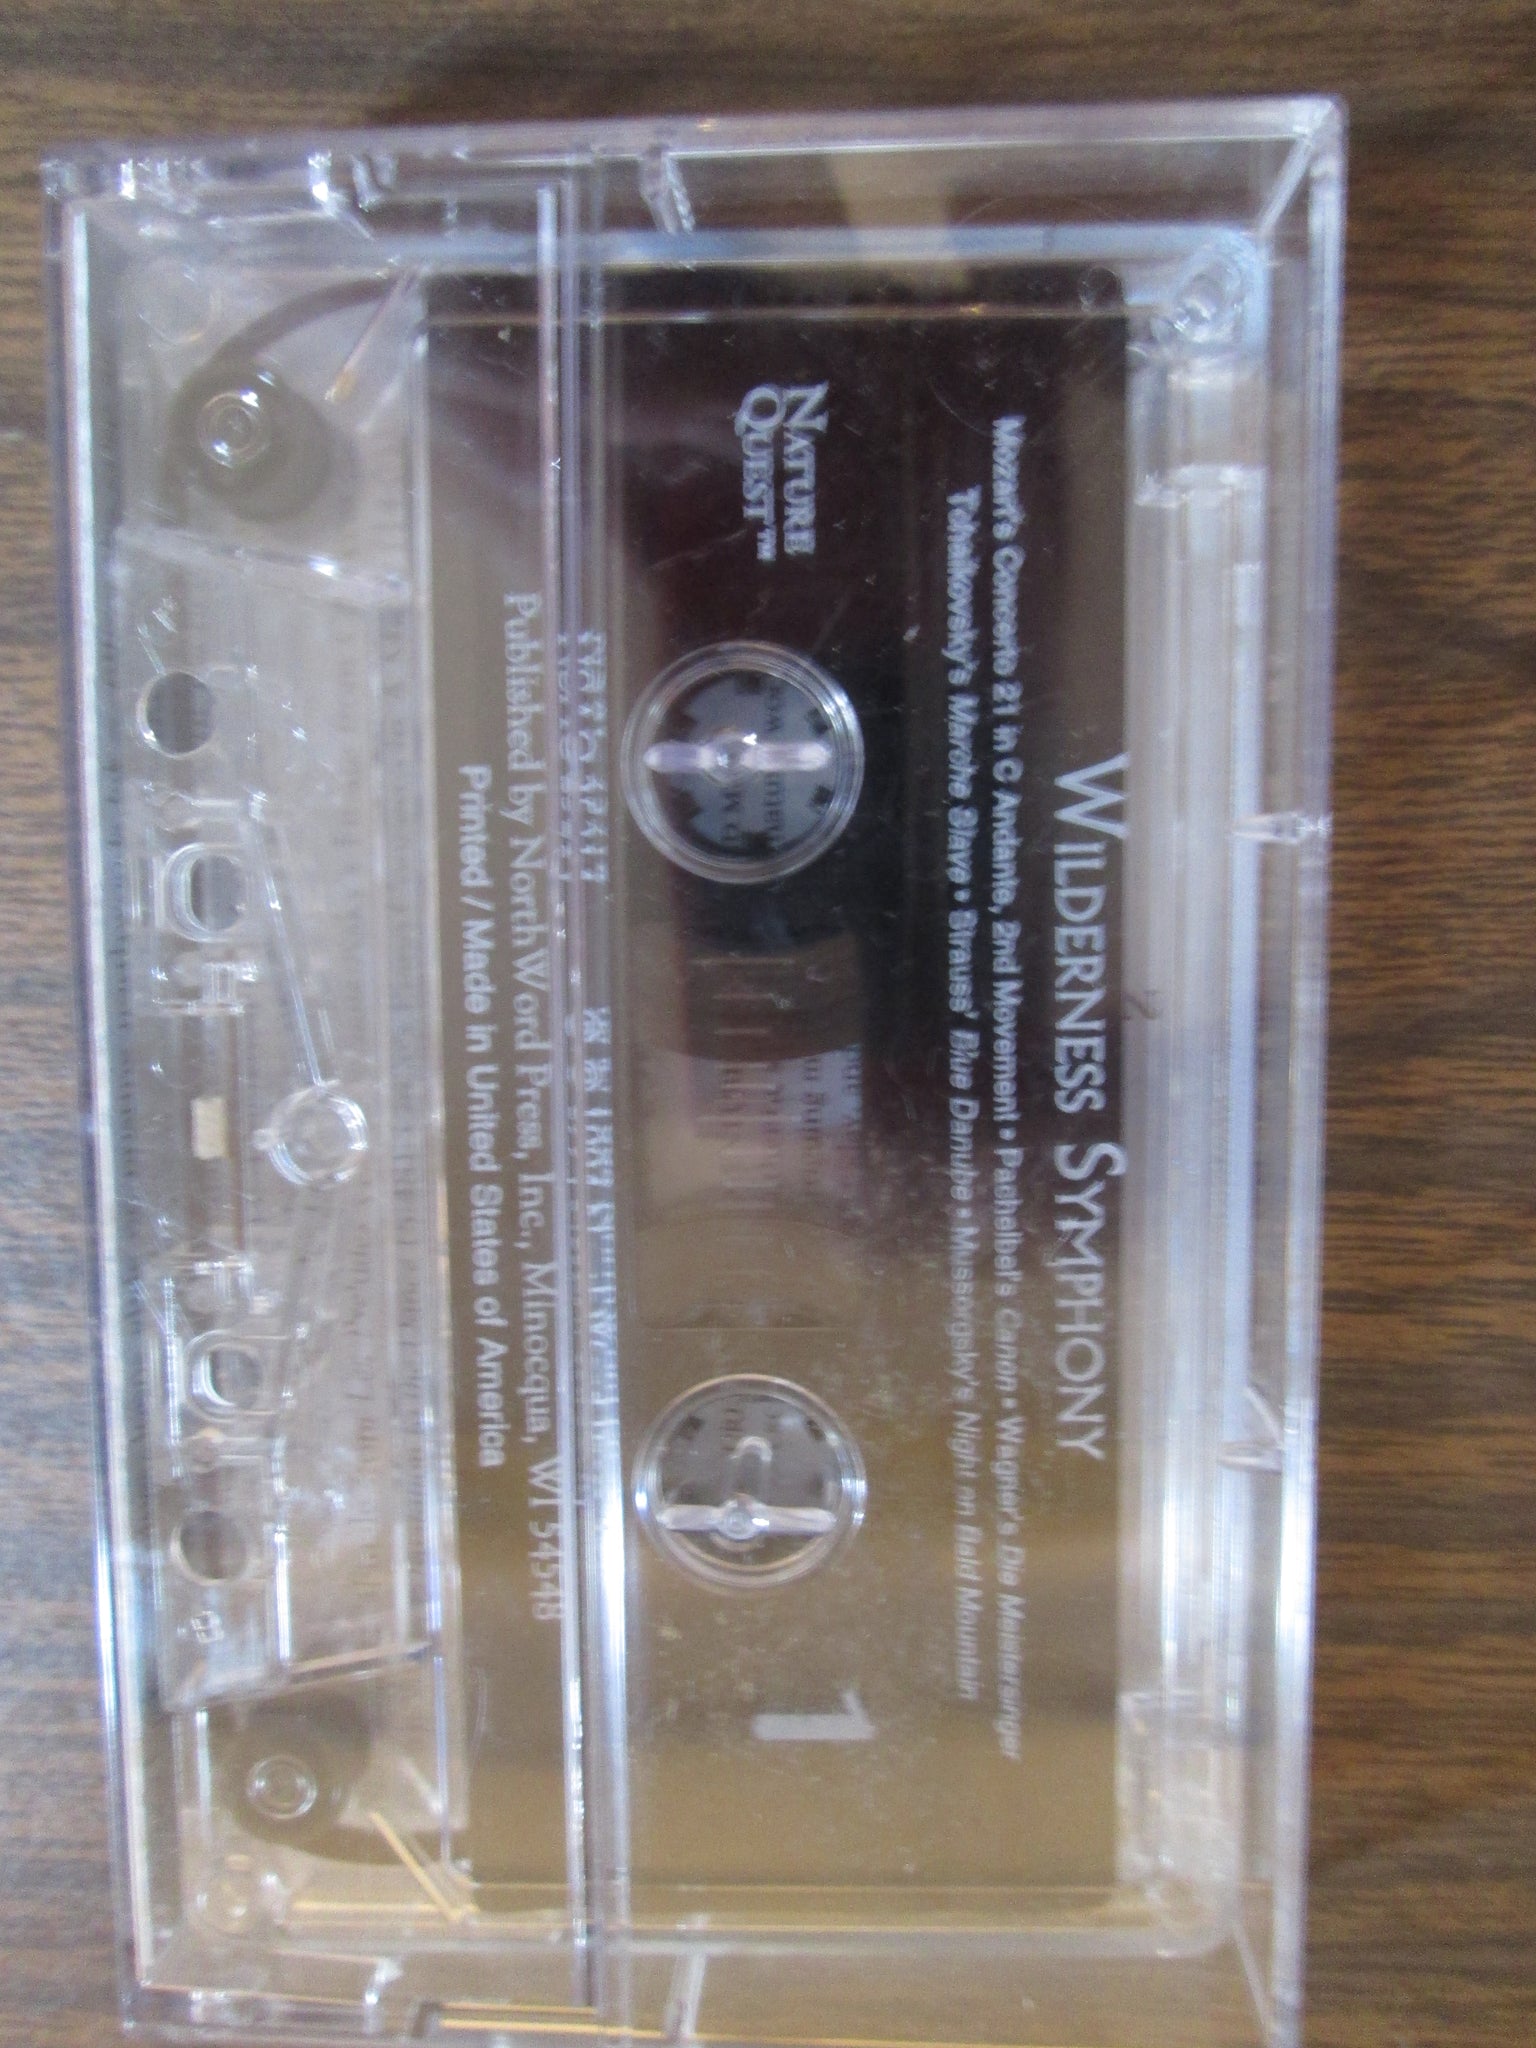 WILDERNESS SYMPHONY
Mozart's Concerto 21 in C Andante, 2nd Movement • Pachelbel's Canon • Wagner's Die Meistersinger
Tchaikovsky's Marche Slave • Strauss' Blue Danube • Mussorgsky's Night on Bald Mountain
NATURE
QUEST™
1
Published by NorthWord Press, Inc., Minocqua, WI 54548
Printed / Made in United States of America